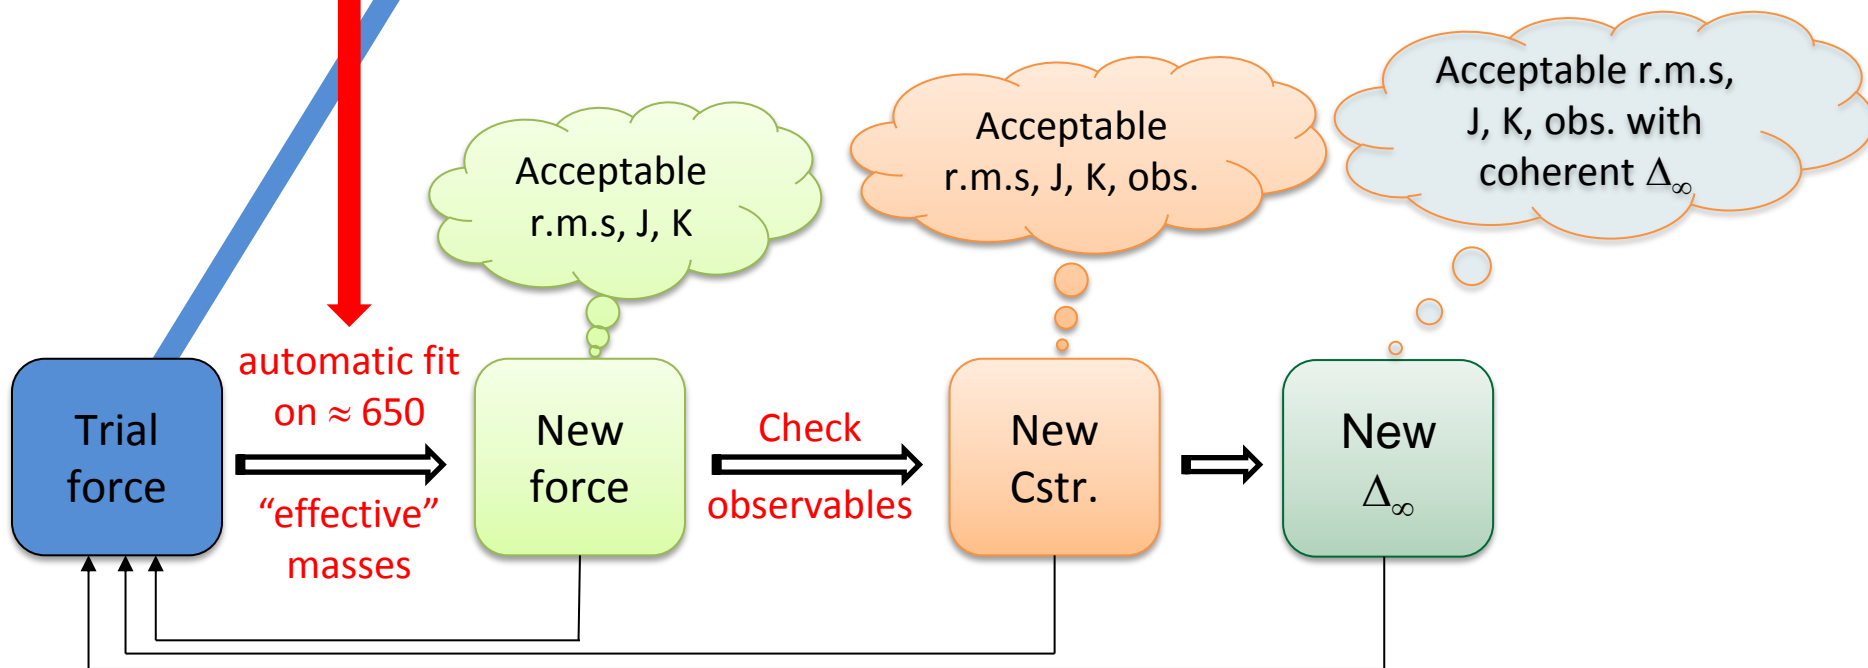 Trial
force
automatic fit
on ≈ 650
“effective”
masses
Acceptable
r.m.s, J, K
New
force
Check
observables
Acceptable
r.m.s, J, K, obs.
New
Cstr.
Acceptable r.m.s,
J, K, obs. with
coherent Δ∞
New
Δ∞